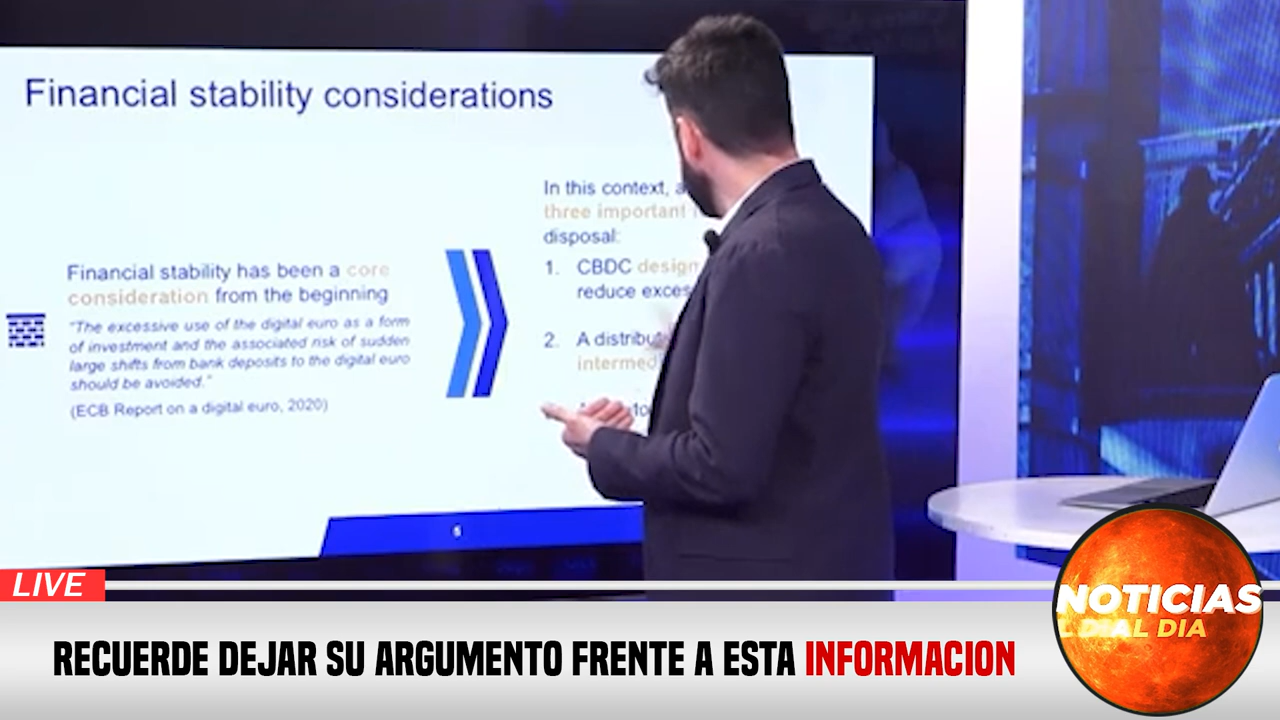 Financial stability considerations
Financial stability has been a core
consideration from the beginning
"The excessive use of the digital euro as a form
of investment and the associated risk of sudden
large shifts from bank deposits to the digital euro
should be avoided."
(ECB Report on a digital euro, 2020)
In this context,
three important
disposal:
1. CBDC design
reduce
2. A
5
LIVE
RECUERDE DEJAR SU ARGUMENTO FRENTE A ESTA INFORMACION
NOTICIAS
AL DIA